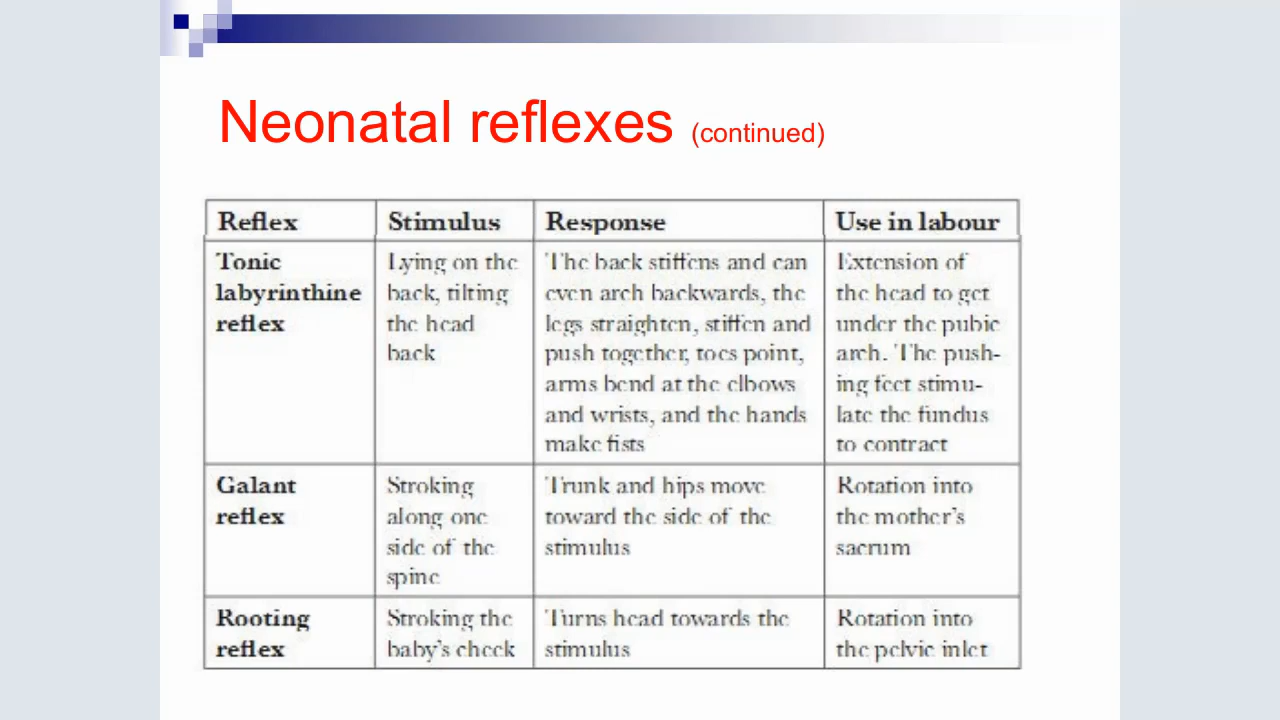 Neonatal reflexes (continued)
Reflex Stimulus Response Use in labour
Tonic
labyrinthine
reflex
Lying on the
back, tilting
the head
back
The back stiffens and can
even arch backwards, the
legs straighten, stiffen and
push together, toes point,
arms bend at the elbows
and wrists, and the hands
make fists
Extension of
the head to get
under the pubic
arch. The push-
ing feet stimu-
late the fundus
to contract
Galant
reflex
Stroking
along one
side of the
spine
Trunk and hips move
toward the side of the
stimulus
Rotation into
the mother's
sacrum
Rooting
reflex
Stroking the
baby's cheek
Turns head towards the
stimulus
Rotation into
the pelvic inlet